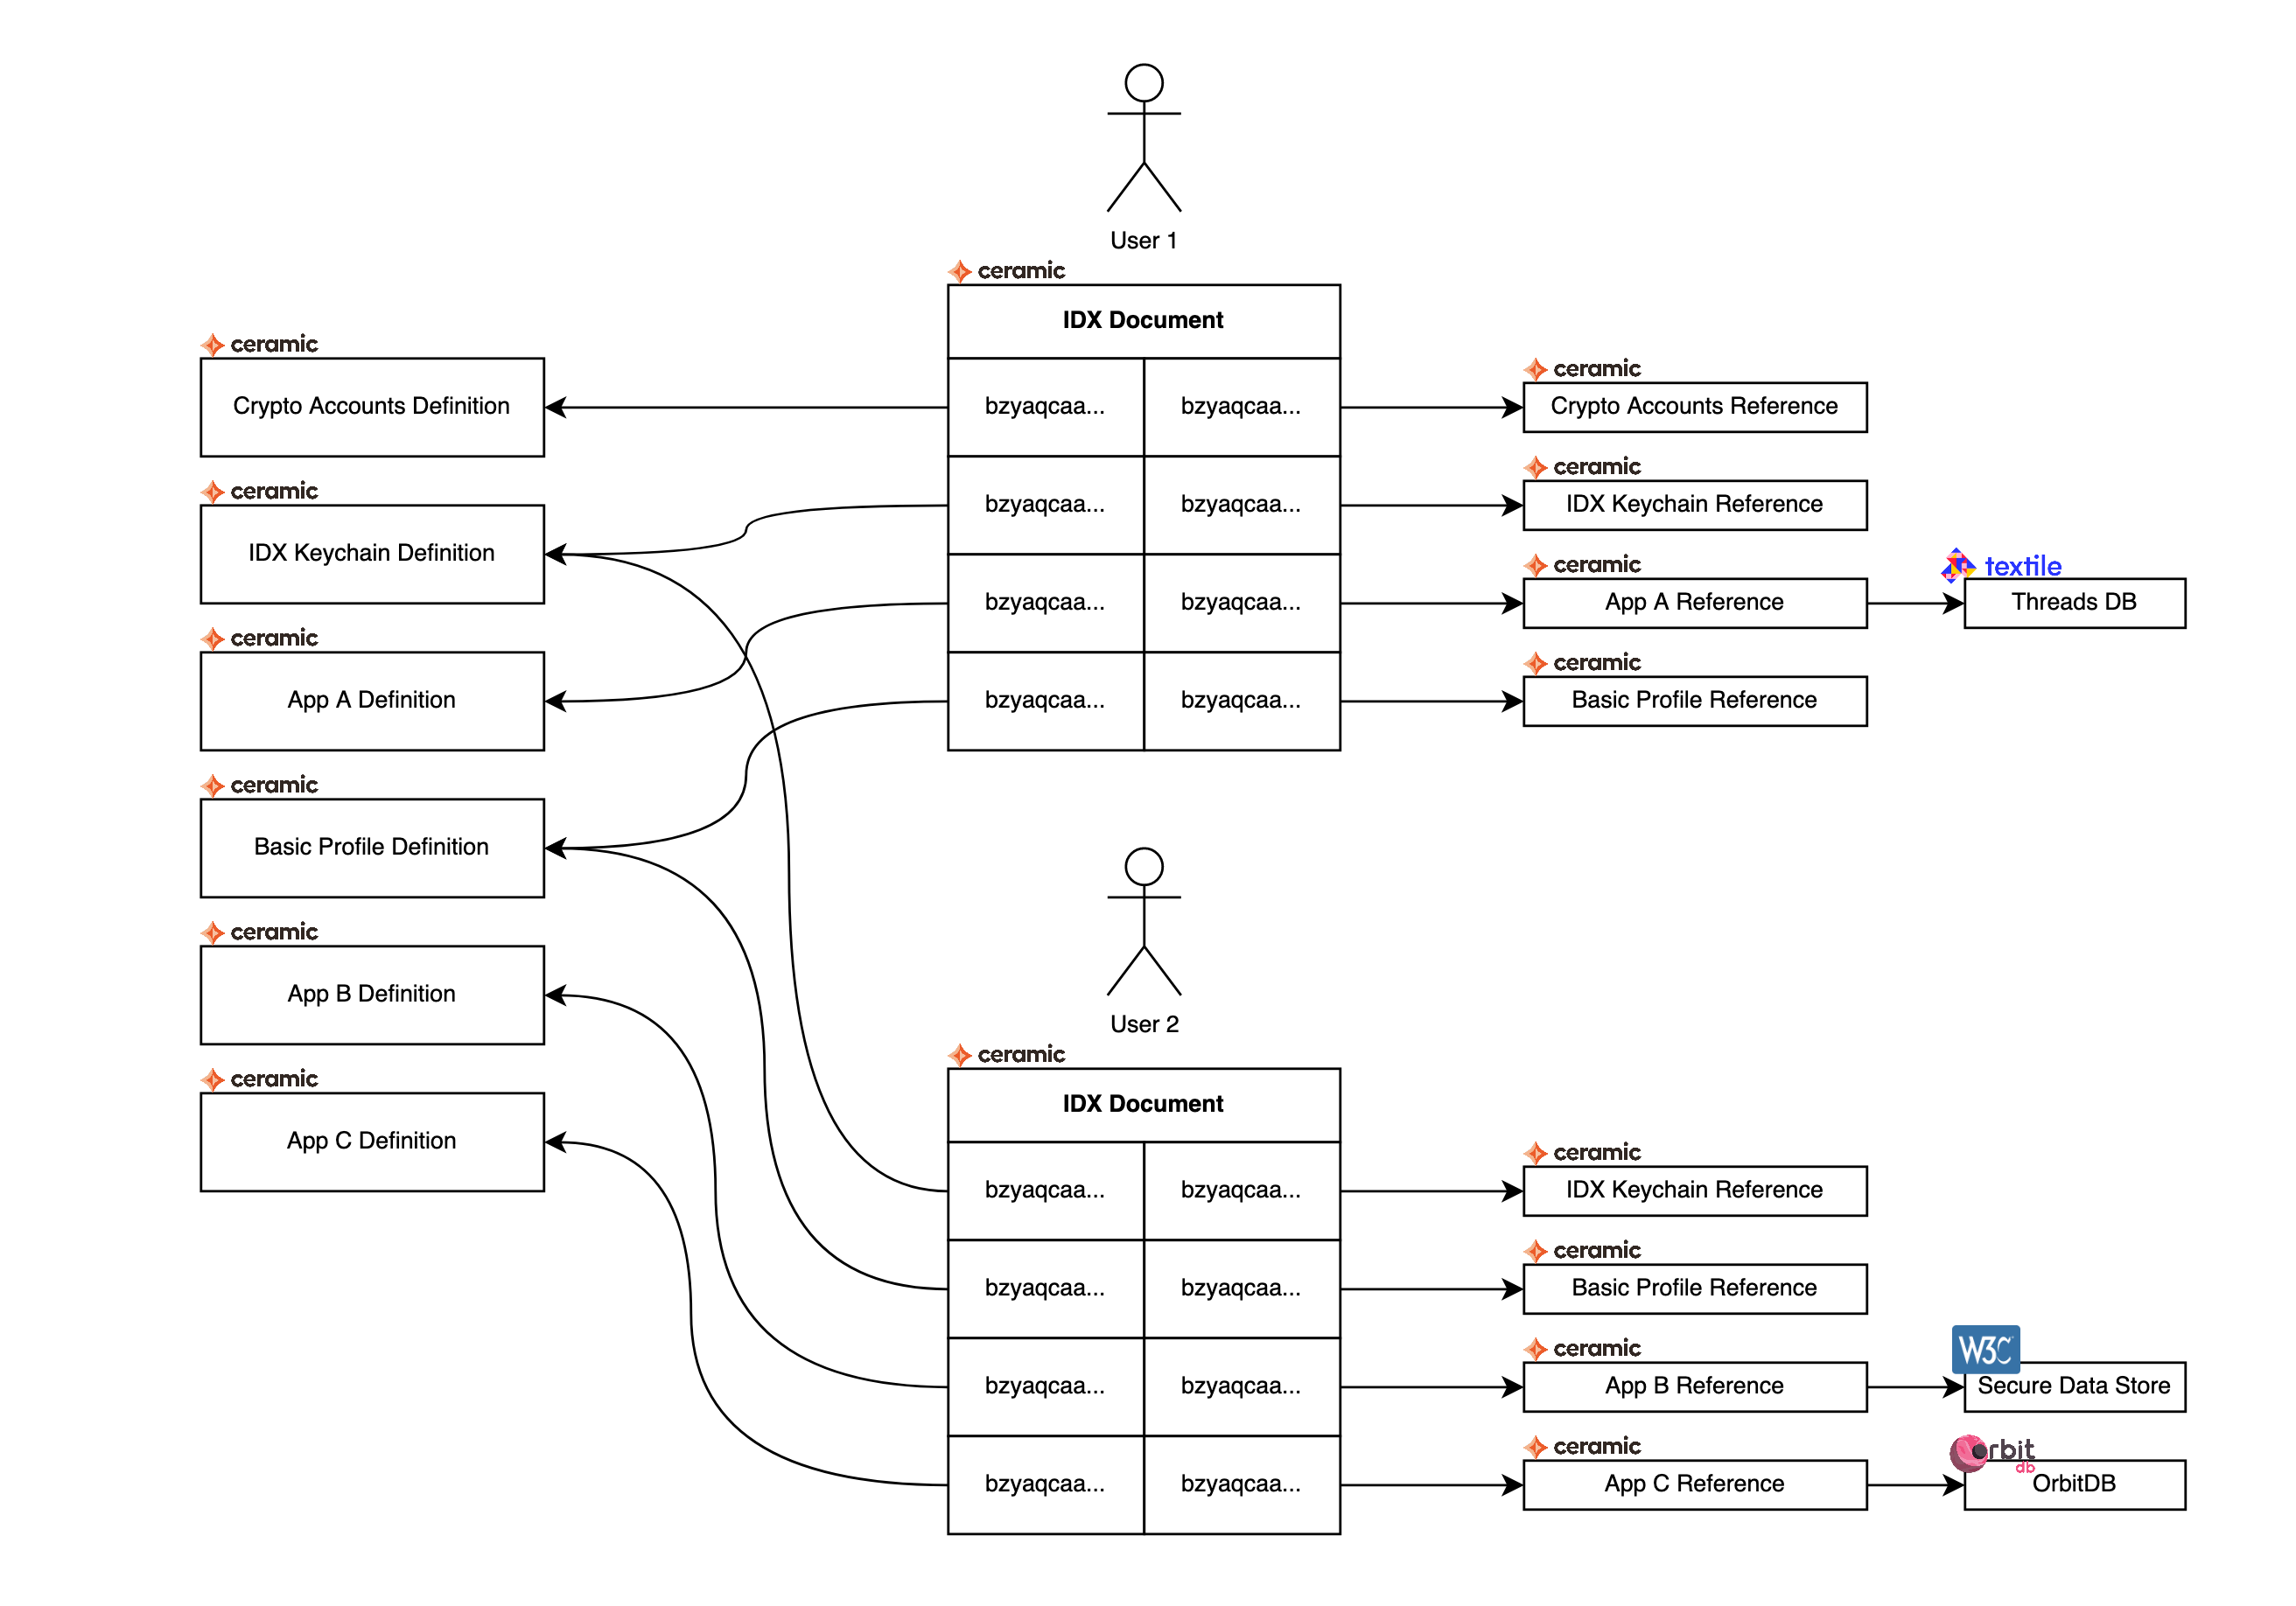 User 1
ceramic
IDX Document
ceramic
Crypto Accounts Definition
bzyaqcaa...
bzyaqcaa...
ceramic
Crypto Accounts Reference
ceramic
IDX Keychain Definition
bzyaqcaa...
bzyaqcaa...
ceramic
IDX Keychain Reference
ceramic
App A Definition
bzyaqcaa...
bzyaqcaa...
ceramic
App A Reference
textile
Threads DB
ceramic
Basic Profile Definition
bzyaqcaa...
bzyaqcaa...
ceramic
Basic Profile Reference
ceramic
App B Definition
ceramic
App C Definition
User 2
ceramic
IDX Document
bzyaqcaa...
bzyaqcaa...
ceramic
IDX Keychain Reference
bzyaqcaa...
bzyaqcaa...
ceramic
Basic Profile Reference
bzyaqcaa...
bzyaqcaa...
ceramic
App B Reference
W3C
Secure Data Store
bzyaqcaa...
bzyaqcaa...
ceramic
App C Reference
Orbit
db
OrbitDB